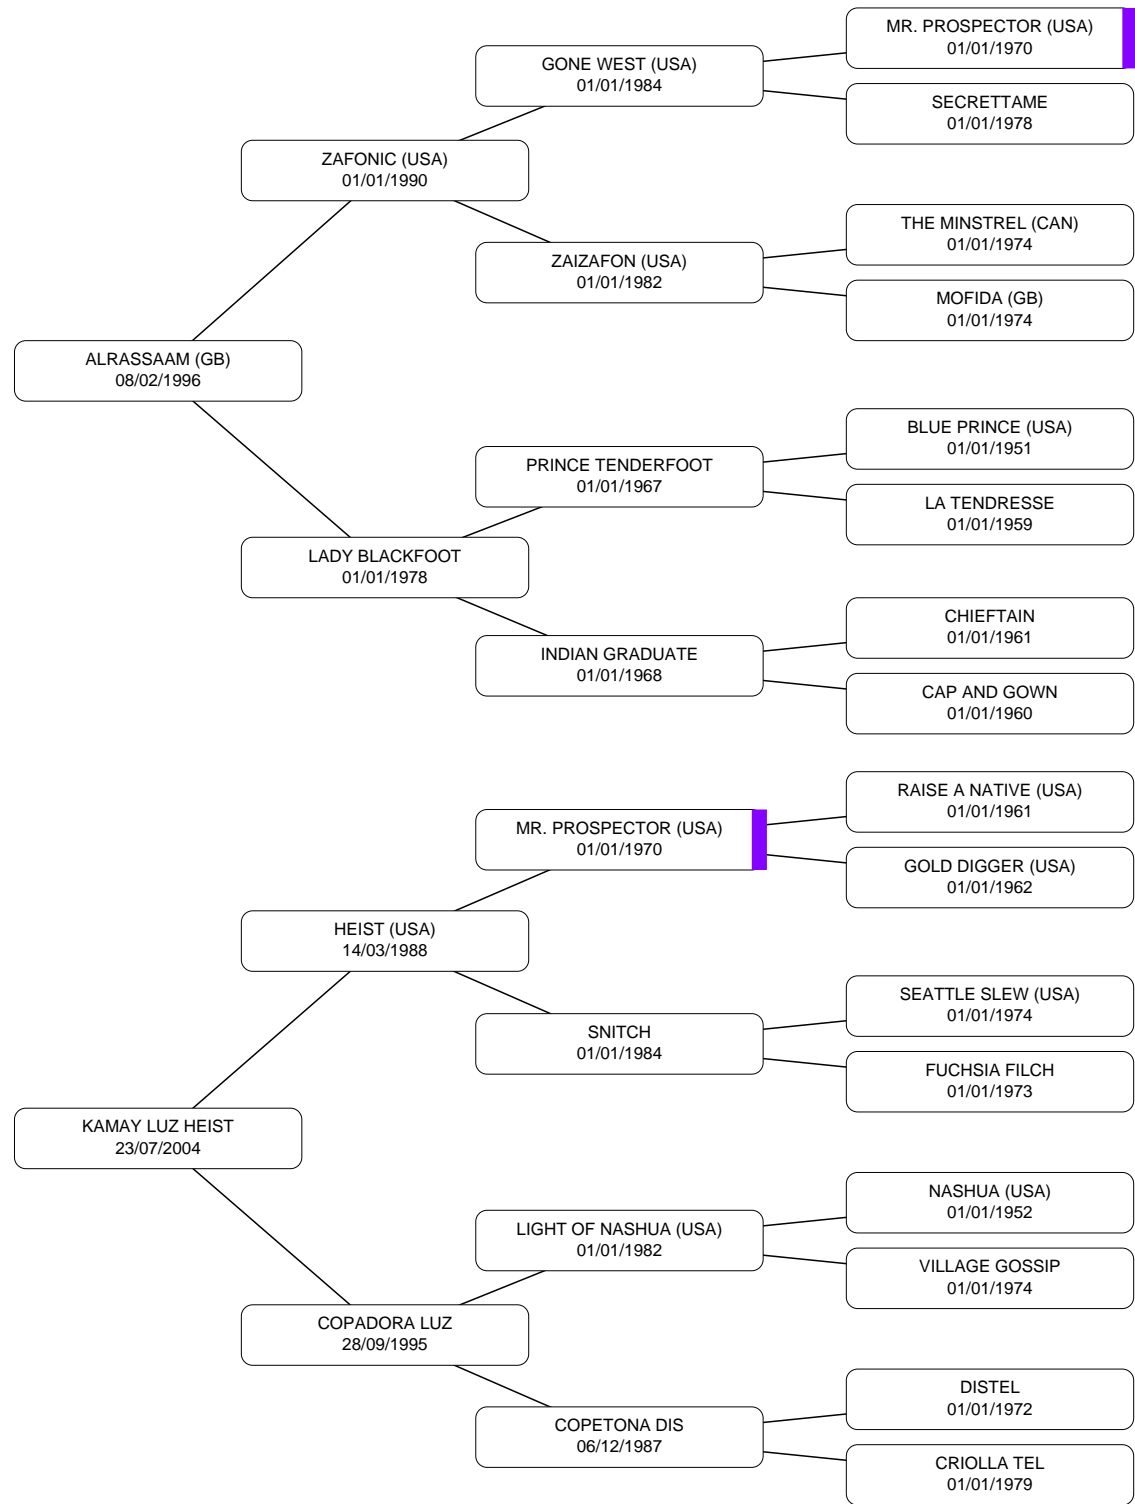 MR. PROSPECTOR (USA)
01/01/1970
GONE WEST (USA)
01/01/1984
SECRETTAME
01/01/1978
ZAFONIC (USA)
01/01/1990
THE MINSTREL (CAN)
01/01/1974
ZAIZAFON (USA)
01/01/1982
MOFIDA (GB)
01/01/1974
ALRASSAAM (GB)
08/02/1996
BLUE PRINCE (USA)
01/01/1951
PRINCE TENDERFOOT
01/01/1967
LA TENDRESSE
01/01/1959
LADY BLACKFOOT
01/01/1978
CHIEFTAIN
01/01/1961
INDIAN GRADUATE
01/01/1968
CAP AND GOWN
01/01/1960
RAISE A NATIVE (USA)
01/01/1961
MR. PROSPECTOR (USA)
01/01/1970
GOLD DIGGER (USA)
01/01/1962
HEIST (USA)
14/03/1988
SEATTLE SLEW (USA)
01/01/1974
SNITCH
01/01/1984
FUCHSIA FILCH
01/01/1973
KAMAY LUZ HEIST
23/07/2004
NASHUA (USA)
01/01/1952
LIGHT OF NASHUA (USA)
01/01/1982
VILLAGE GOSSIP
01/01/1974
COPADORA LUZ
28/09/1995
DISTEL
01/01/1972
COPETONA DIS
06/12/1987
CRIOLLA TEL
01/01/1979